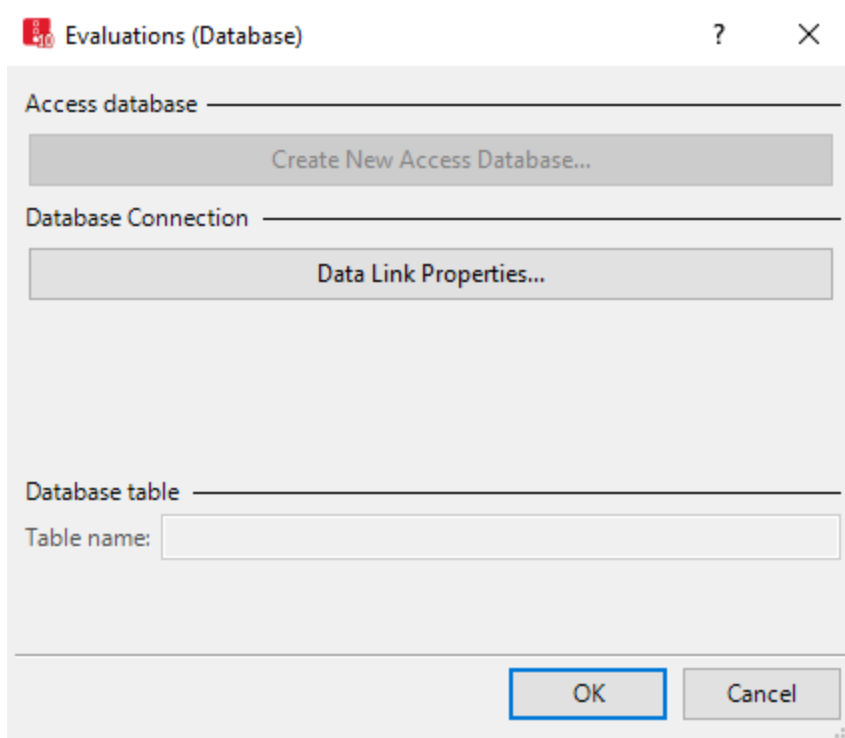 Evaluations (Database)
?
Access database
Create New Access Database...
Database Connection
Data Link Properties...
Database table
Table name:
OK Cancel